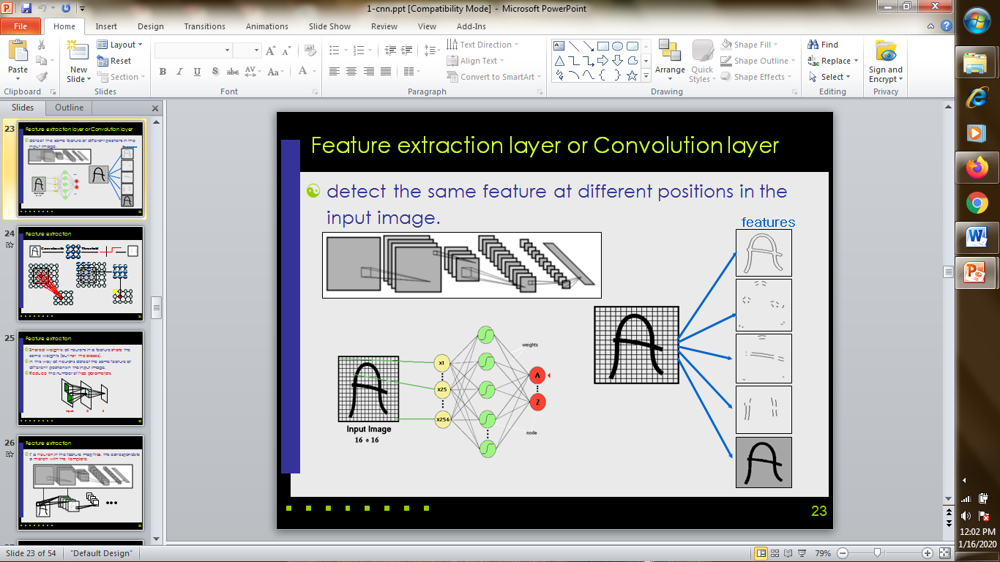 1-cnn.ppt [Compatibility Mode] - Microsoft PowerPoint
File Home Insert Design Transitions Animations Slide Show Review View Add-Ins
Paste
Clipboard
New Slide
Layout
Reset
Section
Slides
B I U S abc AV Aa A
Font
Text Direction
Align Text
Convert to SmartArt
Paragraph
Arrange
Quick Styles
Shape Fill
Shape Outline
Shape Effects
Drawing
Find
Replace
Select
Editing
Sign and Encrypt
Privacy
Slides Outline
23
Feature extraction layer or Convolution layer
detect the same feature at different positions in the
input image.
24
Feature extraction
25
Feature extraction
Shared weights: all neurons in a feature share the
same weights (but not the biases).
In this way all neurons detect the same feature at
different positions in the input image.
Reduce the number of free parameters.
26
Feature extraction
If a neuron in the feature map fires, this corresponds to
a match with the template.
Feature extraction layer or Convolution layer
detect the same feature at different positions in the
input image.
features
weights
x1
x25
x256
A
Z
node
Input Image
16 * 16
23
Slide 23 of 54
"Default Design"
79%
12:02 PM
1/16/2020